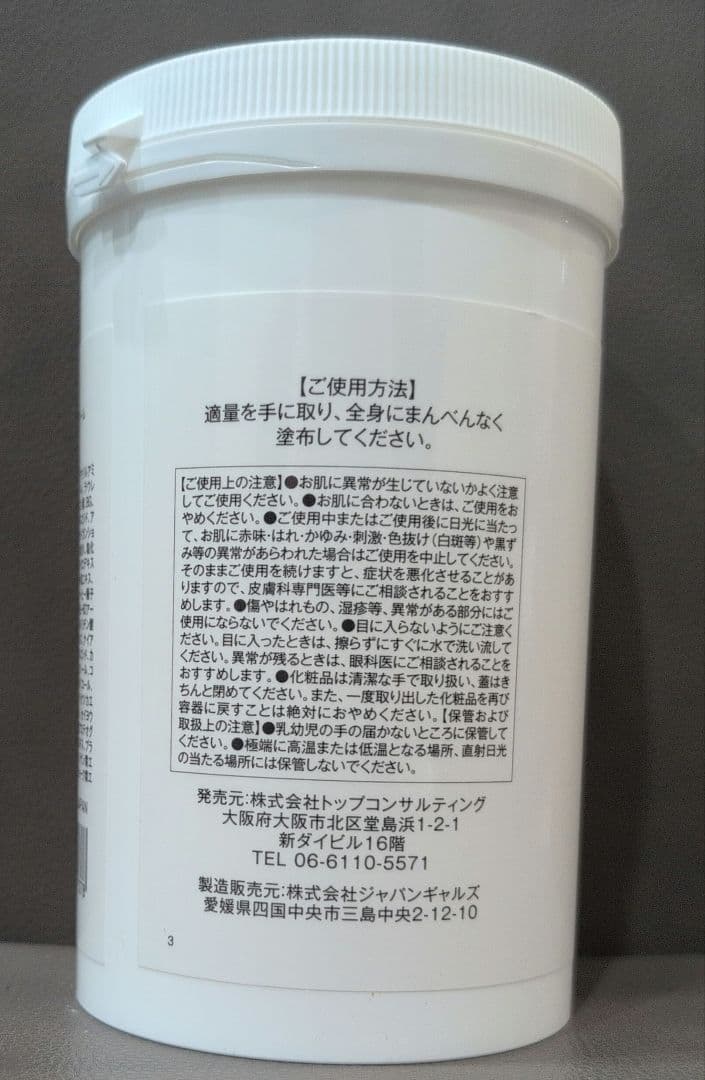 【ご使用方法】
適量を手に取り、全身にまんべんなく
塗布してください。
【ご使用上の注意】●お肌に異常が生じていないかよく注意
してご使用ください。●お肌に合わないときは、ご使用をお
やめください。●ご使用中またはご使用後に日光に当たっ
て、お肌に赤味・はれ・かゆみ・刺激・色抜け(白斑等)や黒ず
み等の異常があらわれた場合はご使用を中止してください。
そのままご使用を続けますと、症状を悪化させることがあ
りますので、皮膚科専門医等にご相談されることをおすす
めします。●傷やはれもの、湿疹等、異常がある部分にはご
使用にならないでください。●目に入らないようにご注意く
ださい。目に入ったときは、擦らずにすぐに水で洗い流して
ください。異常が残るときは、眼科医にご相談されることを
おすすめします。●化粧品は清潔な手で取り扱い、蓋はき
ちんと閉めてください。また、一度取り出した化粧品を再び
容器に戻すことは絶対におやめください。【保管および
取扱上の注意】●乳幼児の手の届かないところに保管して
ください。●極端に高温または低温となる場所、直射日光
の当たる場所には保管しないでください。
発売元:株式会社トップコンサルティング
大阪府大阪市北区堂島浜1-2-1
新ダイビル16階
TEL 06-6110-5571
製造販売元:株式会社ジャパンギャルズ
愛媛県四国中央市三島中央2-12-10
3